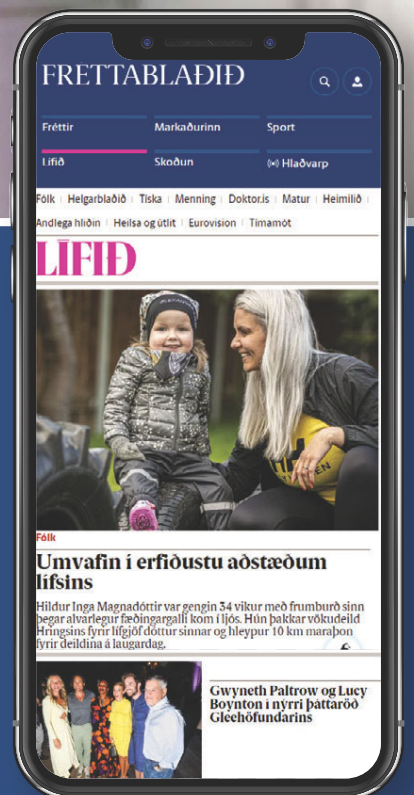 FRÉTTABLAÐIÐ
Fréttir
Markaðurinn
Sport
Lífið
Skoðun
Hlaðvarp
Fólk | Helgarblaðið | Tíska | Menning | Doktor.is | Matur | Heimilið |
Andlega hliðin | Heilsa og útlit | Eurovision | Tímamót
LÍFIÐ
Fólk
Umvafin í erfiðustu aðstæðum
lífsins
Hildur Inga Magnadóttir var gengin 34 vikur með frumburð sinn
þegar alvarlegur fæðingargalli kom í ljós. Hún þakkar vökudeild
Hringsins fyrir lífgjöf dóttur sinnar og hleypur 10 km maraþon
fyrir deildina á laugardag.
Gwyneth Paltrow og Lucy
Boynton í nýrri þáttaröð
Gleehöfundarins